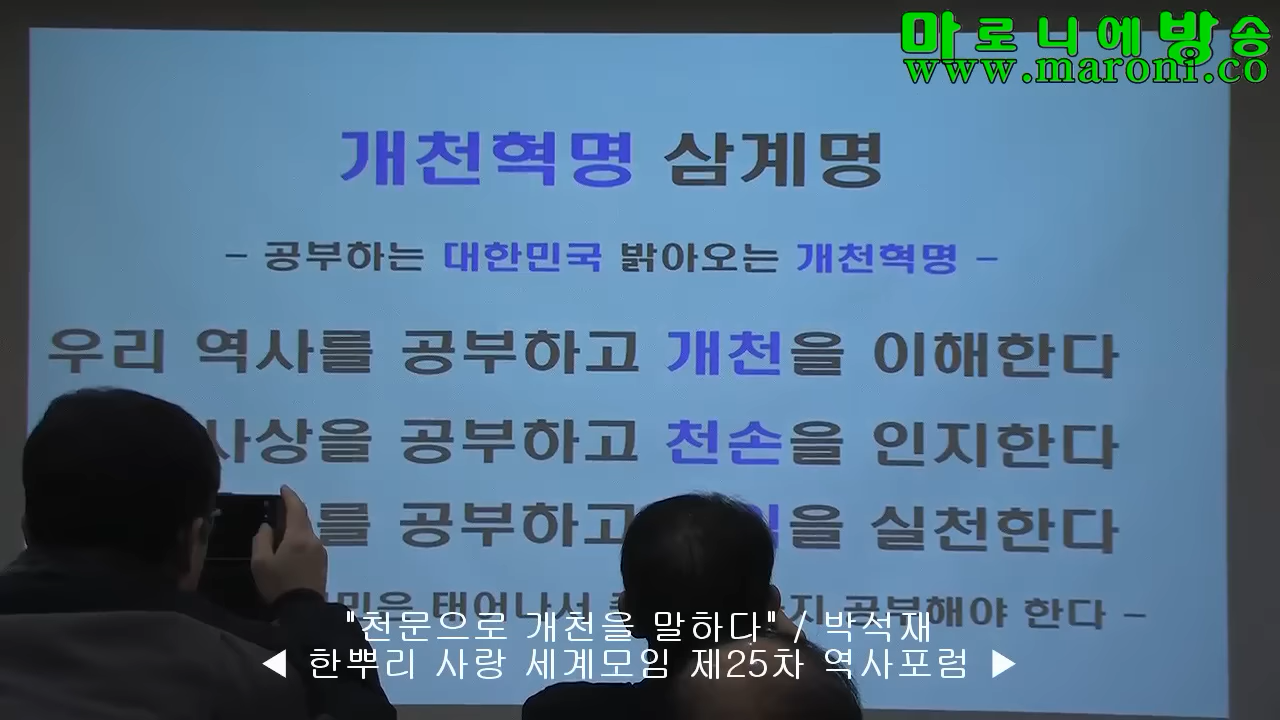 마로니에방송
www.maroni.co
개천혁명 삼계명
- 공부하는 대한민국 밝아오는 개천혁명 -
우리 역사를 공부하고 개천을 이해한다
사상을 공부하고 천손을 인지한다
를 공부하고 을 실천한다
태어나서 공부해야 한다 -
"천문으로 개천을 말하다" / 박석재
◀ 한뿌리 사랑 세계모임 제25차 역사포럼 ▶